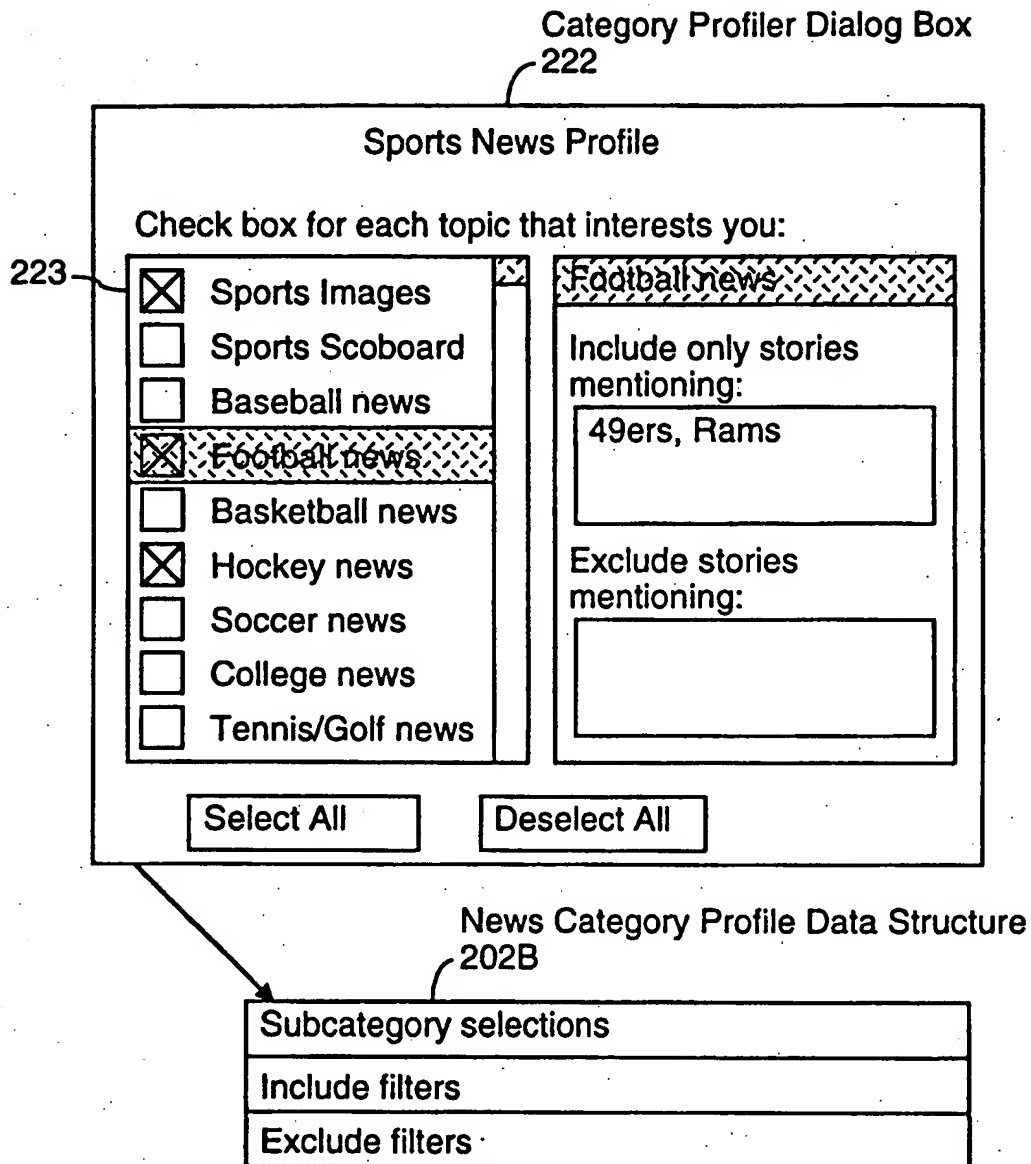 Category Profiler Dialog Box
222
Sports News Profile
Check box for each topic that interests you:
223
Sports Images
Sports Scoboard
Baseball news
Football news
Basketball news
Hockey news
Soccer news
College news
Tennis/Golf news
Football news
Include only stories
mentioning:
49ers, Rams
Exclude stories
mentioning:
Select All
Deselect All
News Category Profile Data Structure
202B
Subcategory selections
Include filters
Exclude filters